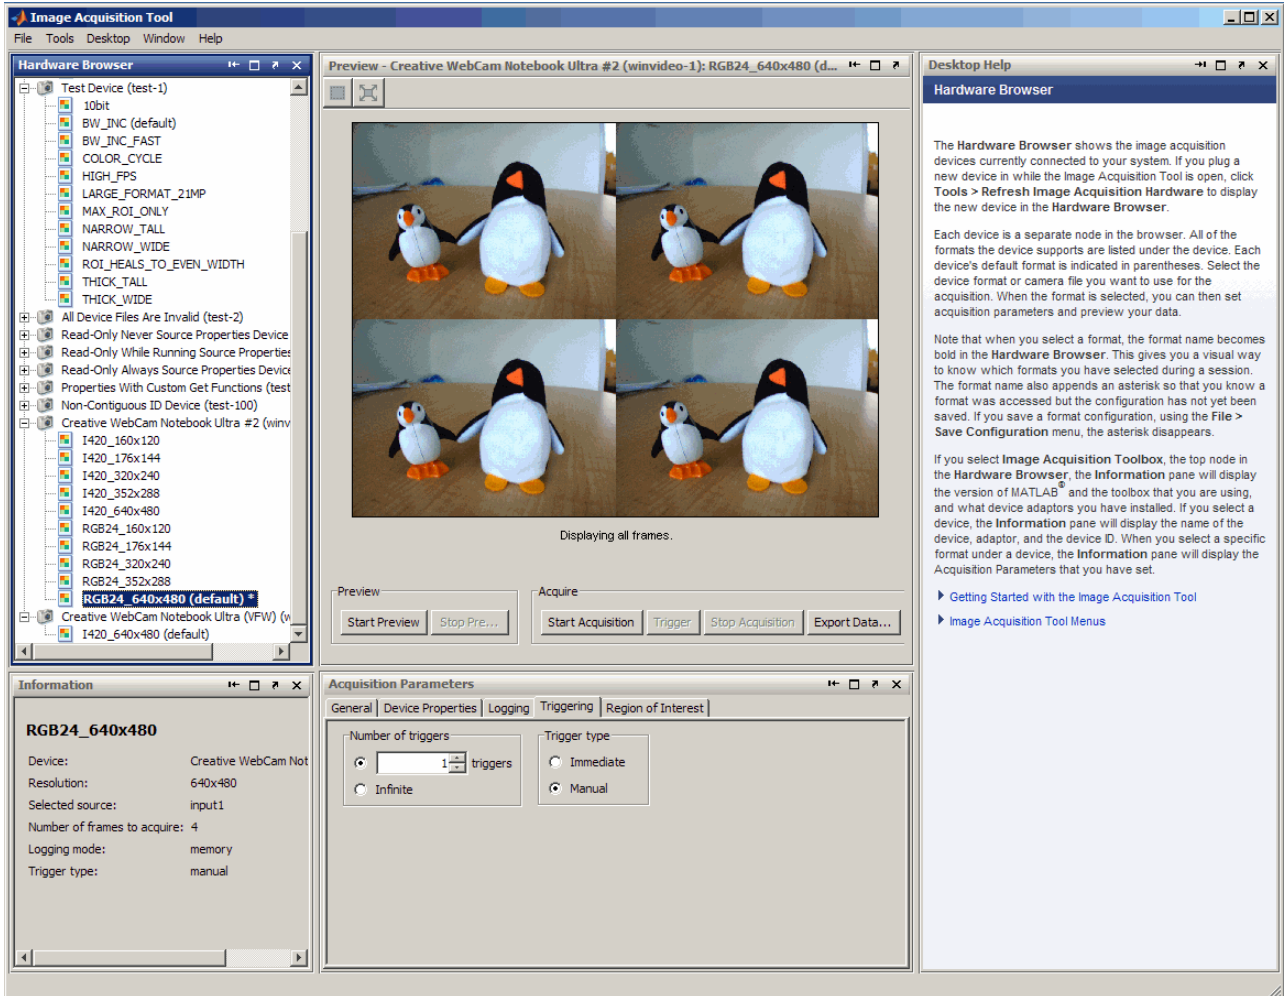 Image Acquisition Tool
File Tools Desktop Window Help
Hardware Browser
Test Device (test-1)
10bit
BW_INC (default)
BW_INC_FAST
COLOR_CYCLE
HIGH_FPS
LARGE_FORMAT_21MP
MAX_ROI_ONLY
NARROW_TALL
NARROW_WIDE
ROI_HEALS_TO_EVEN_WIDTH
THICK_TALL
THICK_WIDE
All Device Files Are Invalid (test-2)
Read-Only Never Source Properties Device
Read-Only While Running Source Properties
Read-Only Always Source Properties Device
Properties With Custom Get Functions (test
Non-Contiguous ID Device (test-100)
Creative WebCam Notebook Ultra #2 (winv
I420_160x120
I420_176x144
I420_320x240
I420_352x288
I420_640x480
RGB24_160x120
RGB24_176x144
RGB24_320x240
RGB24_352x288
RGB24_640x480 (default) *
Creative WebCam Notebook Ultra (VFW) (w
I420_640x480 (default)
Preview - Creative WebCam Notebook Ultra #2 (winvideo-1): RGB24_640x480 (d...
Displaying all frames.
Preview
Start Preview Stop Pre...
Acquire
Start Acquisition Trigger Stop Acquisition Export Data...
Information
RGB24_640x480
Device: Creative WebCam Not
Resolution: 640x480
Selected source: input1
Number of frames to acquire: 4
Logging mode: memory
Trigger type: manual
Acquisition Parameters
General Device Properties Logging Triggering Region of Interest
Number of triggers
1 triggers
Infinite
Trigger type
Immediate
Manual
Desktop Help
Hardware Browser
The Hardware Browser shows the image acquisition
devices currently connected to your system. If you plug a
new device in while the Image Acquisition Tool is open, click
Tools > Refresh Image Acquisition Hardware to display
the new device in the Hardware Browser.
Each device is a separate node in the browser. All of the
formats the device supports are listed under the device. Each
device's default format is indicated in parentheses. Select the
device format or camera file you want to use for the
acquisition. When the format is selected, you can then set
acquisition parameters and preview your data.
Note that when you select a format, the format name becomes
bold in the Hardware Browser. This gives you a visual way
to know which formats you have selected during a session.
The format name also appends an asterisk so that you know a
format was accessed but the configuration has not yet been
saved. If you save a format configuration, using the File >
Save Configuration menu, the asterisk disappears.
If you select Image Acquisition Toolbox, the top node in
the Hardware Browser, the Information pane will display
the version of MATLAB® and the toolbox that you are using,
and what device adaptors you have installed. If you select a
device, the Information pane will display the name of the
device, adaptor, and the device ID. When you select a specific
format under a device, the Information pane will display the
Acquisition Parameters that you have set.
Getting Started with the Image Acquisition Tool
Image Acquisition Tool Menus